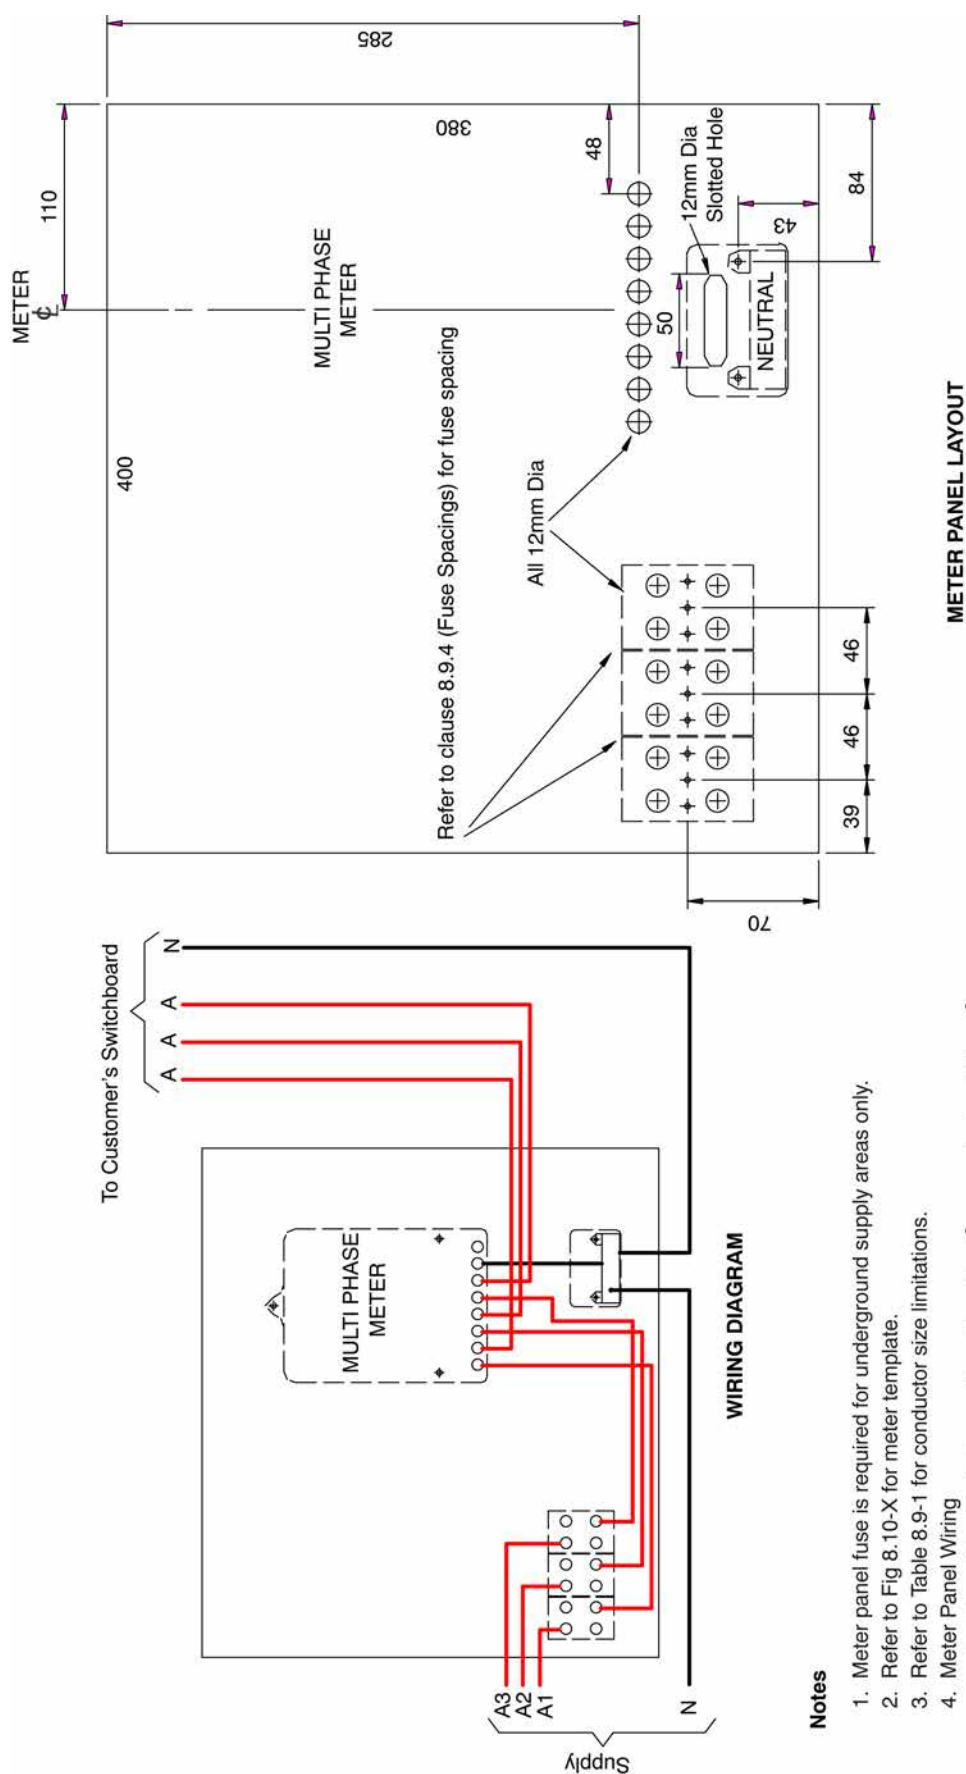 To Customer's Switchboard
A
A
A
N
MULTI PHASE
METER
A3
A2
A1
N
Supply
WIRING DIAGRAM
METER
℄
110
285
400
380
MULTI PHASE
METER
Refer to clause 8.9.4 (Fuse Spacings) for fuse spacing
All 12mm Dia
48
50
12mm Dia
Slotted Hole
NEUTRAL
43
84
70
39
46
46
METER PANEL LAYOUT
Notes
1. Meter panel fuse is required for underground supply areas only.
2. Refer to Fig 8.10-X for meter template.
3. Refer to Table 8.9-1 for conductor size limitations.
4. Meter Panel Wiring